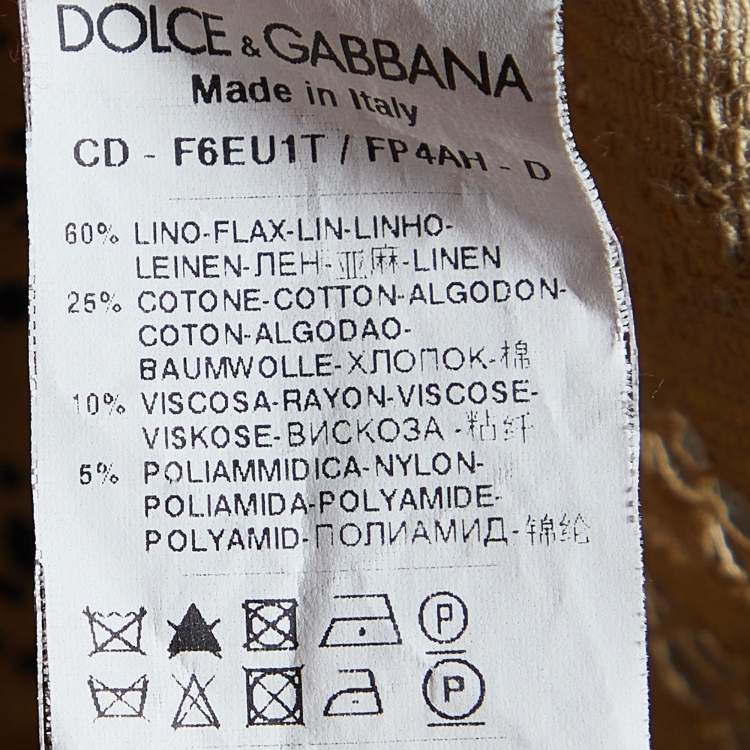 DOLCE & GABBANA
Made in Italy
CD - F6EU1T / FP4AH - D
60% LINO-FLAX-LIN-LINHO-
LEINEN-ЛЕН-亚麻-LINEN
25% COTONE-COTTON-ALGODON-
COTON-ALGODAO-
BAUMWOLLE-ХЛОПОК-棉
10% VISCOSA-RAYON-VISCOSE-
VISKOSE-ВИСКОЗА -粘纤
5% POLIAMMIDICA-NYLON-
POLIAMIDA-POLYAMIDE-
POLYAMID-ПОЛИАМИД-锦纶
P
P